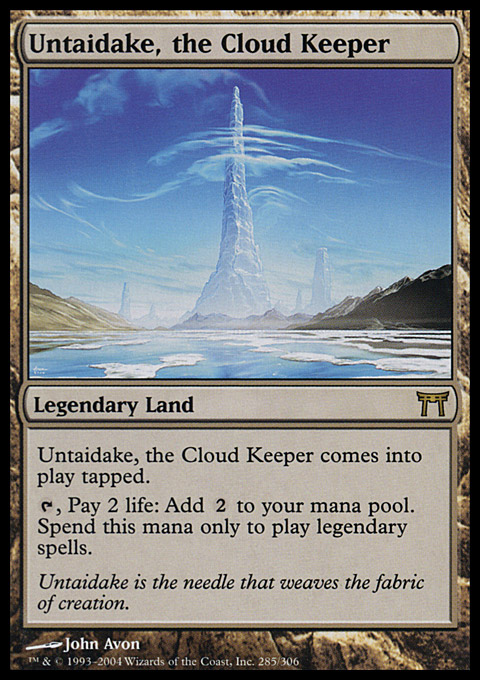 Untaidake, the Cloud Keeper
Legendary Land
Untaidake, the Cloud Keeper comes into
play tapped.
, Pay 2 life: Add 2 to your mana pool.
Spend this mana only to play legendary
spells.
Untaidake is the needle that weaves the fabric
of creation.
John Avon
™ & © 1993–2004 Wizards of the Coast, Inc. 285/306